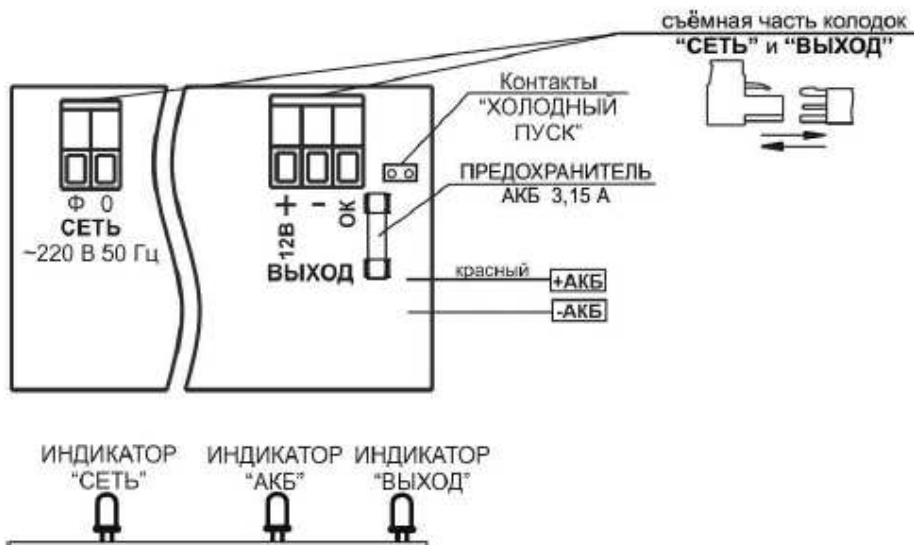 съёмная часть колодок
“СЕТЬ” и “ВЫХОД”
Контакты
“ХОЛОДНЫЙ
ПУСК”
ПРЕДОХРАНИТЕЛЬ
АКБ 3,15 А
Ф 0
СЕТЬ
~220 В 50 Гц
+ - ОК
12В
ВЫХОД
красный
+АКБ
-АКБ
ИНДИКАТОР
“СЕТЬ”
ИНДИКАТОР
“АКБ”
ИНДИКАТОР
“ВЫХОД”